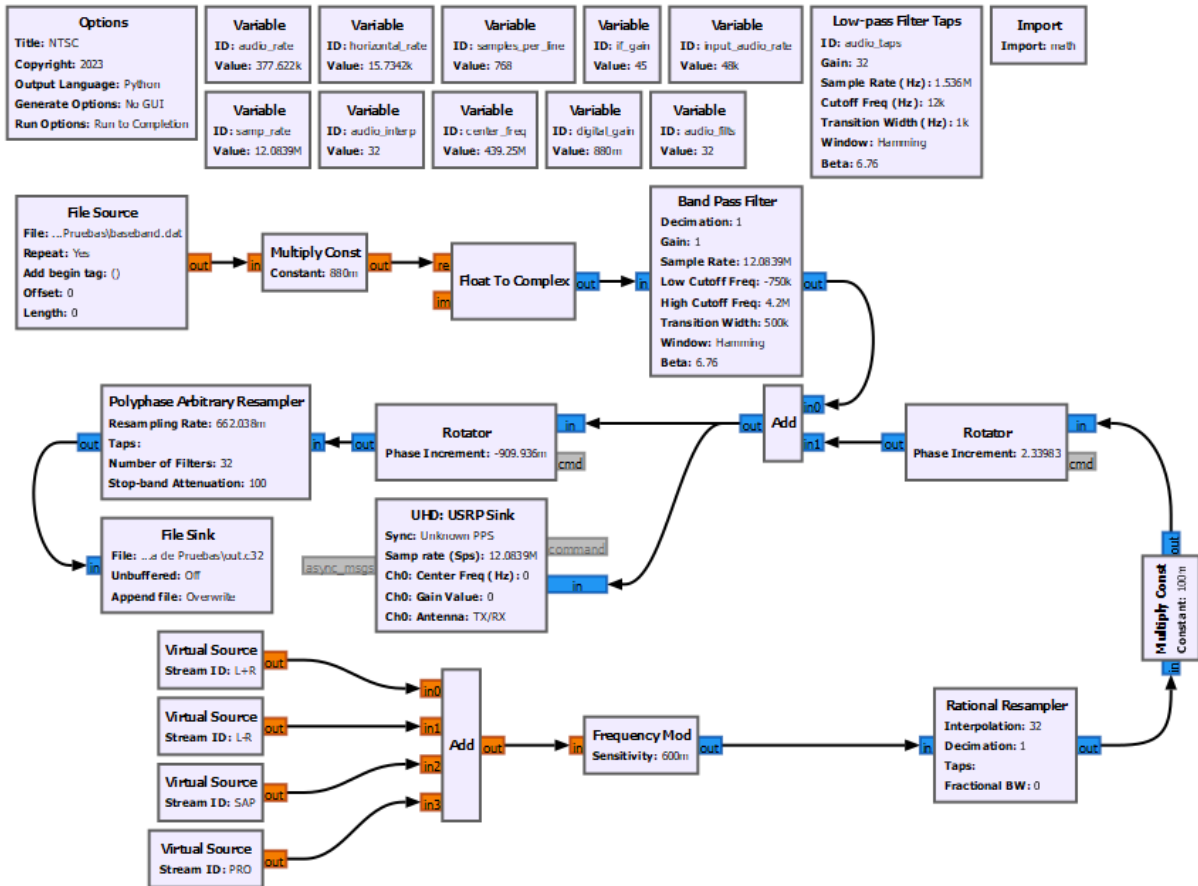 Options
Title: NTSC
Copyright: 2023
Output Language: Python
Generate Options: No GUI
Run Options: Run to Completion
Variable
ID: audio_rate
Value: 377.622k
Variable
ID: horizontal_rate
Value: 15.7342k
Variable
ID: samples_per_line
Value: 768
Variable
ID: if_gain
Value: 45
Variable
ID: input_audio_rate
Value: 48k
Low-pass Filter Taps
ID: audio_taps
Gain: 32
Sample Rate (Hz): 1.536M
Cutoff Freq (Hz): 12k
Transition Width (Hz): 1k
Window: Hamming
Beta: 6.76
Import
Import: math
Variable
ID: samp_rate
Value: 12.0839M
Variable
ID: audio_interp
Value: 32
Variable
ID: center_freq
Value: 439.25M
Variable
ID: digital_gain
Value: 880m
Variable
ID: audio_filts
Value: 32
File Source
File: ...Pruebas\baseband.dat
Repeat: Yes
Add begin tag: ()
Offset: 0
Length: 0
out
in
Multiply Const
Constant: 880m
out
re
im
Float To Complex
out
in
Band Pass Filter
Decimation: 1
Gain: 1
Sample Rate: 12.0839M
Low Cutoff Freq: -750k
High Cutoff Freq: 4.2M
Transition Width: 500k
Window: Hamming
Beta: 6.76
out
out
Polyphase Arbitrary Resampler
Resampling Rate: 662.038m
Taps:
Number of Filters: 32
Stop-band Attenuation: 100
in
out
Rotator
Phase Increment: -909.936m
in
cmd
out
Add
in0
in1
out
Rotator
Phase Increment: 2.33983
in
cmd
in
File Sink
File: ...a de Pruebas\out.c32
Unbuffered: Off
Append file: Overwrite
async_msgs
UHD: USRP Sink
Sync: Unknown PPS
Samp rate (Sps): 12.0839M
Ch0: Center Freq (Hz): 0
Ch0: Gain Value: 0
Ch0: Antenna: TX/RX
command
in
out
Multiply Const
Constant: 100m
in
Virtual Source
Stream ID: L+R
out
Virtual Source
Stream ID: L-R
out
Virtual Source
Stream ID: SAP
out
Virtual Source
Stream ID: PRO
out
in0
in1
in2
in3
Add
out
in
Frequency Mod
Sensitivity: 600m
out
in
Rational Resampler
Interpolation: 32
Decimation: 1
Taps:
Fractional BW: 0
out